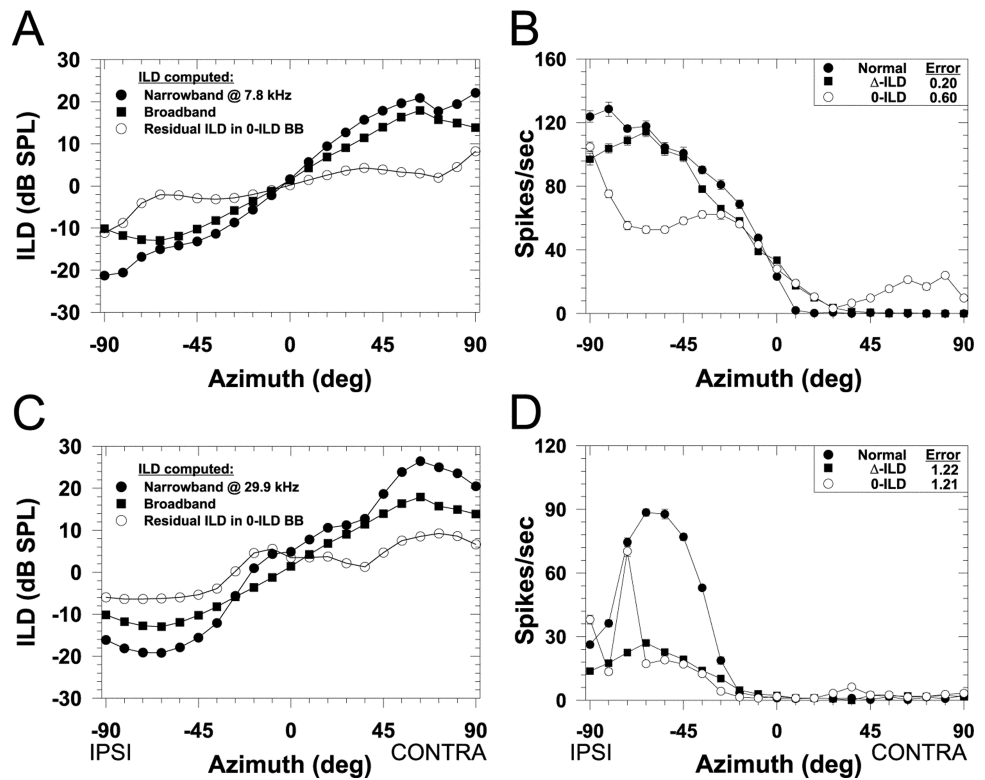 A
30
20
10
0
-10
-20
-30
ILD (dB SPL)
ILD computed:
Narrowband @ 7.8 kHz
Broadband
Residual ILD in 0-ILD BB
-90
-45
0
45
90
Azimuth (deg)
B
160
120
80
40
0
Spikes/sec
Normal Error
Δ-ILD 0.20
0-ILD 0.60
-90
-45
0
45
90
Azimuth (deg)
C
30
20
10
0
-10
-20
-30
ILD (dB SPL)
ILD computed:
Narrowband @ 29.9 kHz
Broadband
Residual ILD in 0-ILD BB
-90
-45
0
45
90
IPSI
CONTRA
Azimuth (deg)
D
120
90
60
30
0
Spikes/sec
Normal Error
Δ-ILD 1.22
0-ILD 1.21
-90
-45
0
45
90
IPSI
CONTRA
Azimuth (deg)